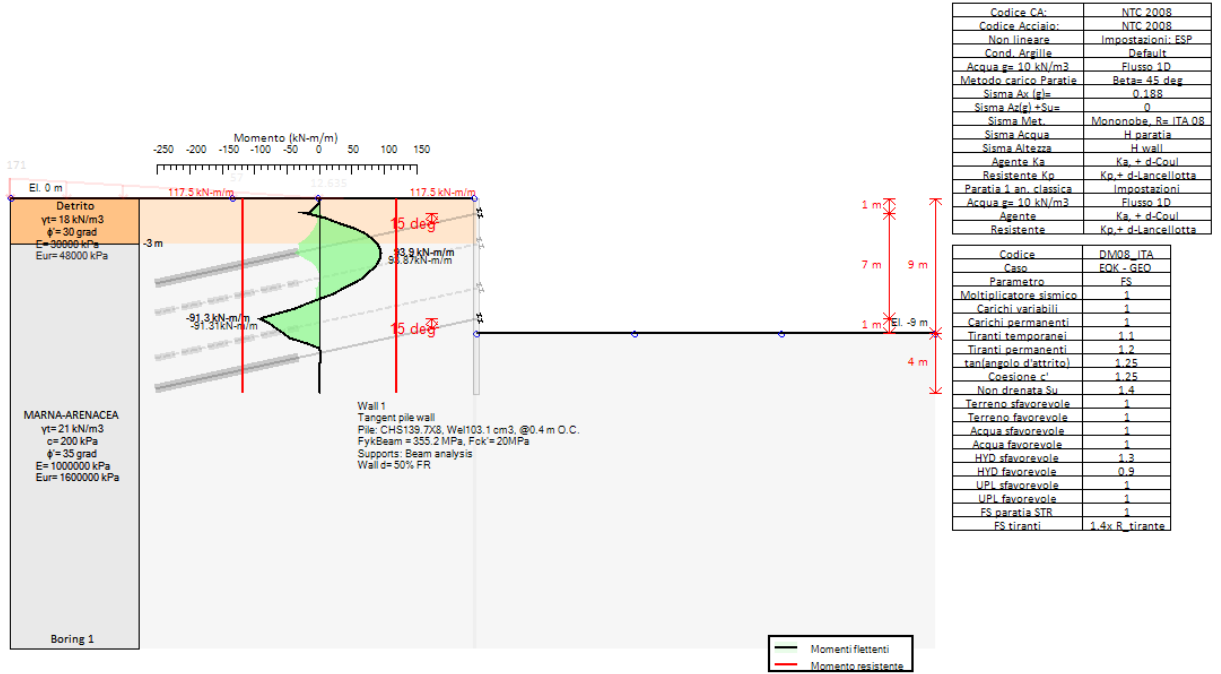 Codice CA: NTC 2008
Codice Acciaio: NTC 2008
Non lineare Impostazioni: ESP
Cond. Argille Default
Acqua g= 10 kN/m3 Flusso 1D
Metodo carico Paratie Beta= 45 deg
Sisma Ax (g)= 0.188
Sisma Az(g) +Su= 0
Sisma Met. Mononobe, R= ITA 08
Sisma Acqua H paratia
Sisma Altezza H wall
Agente Ka Ka, + d-Coul
Resistente Kp Kp,+ d-Lancellotta
Paratia 1 an. classica Impostazioni
Acqua g= 10 kN/m3 Flusso 1D
Agente Ka, + d-Coul
Resistente Kp,+ d-Lancellotta
Codice DM08_ITA
Caso EQK - GEO
Parametro FS
Moltiplicatore sismico 1
Carichi variabili 1
Carichi permanenti 1
Tiranti temporanei 1.1
Tiranti permanenti 1.2
tan(angolo d'attrito) 1.25
Coesione c' 1.25
Non drenata Su 1.4
Terreno sfavorevole 1
Terreno favorevole 1
Acqua sfavorevole 1
Acqua favorevole 1
HYD sfavorevole 1.3
HYD favorevole 0.9
UPL sfavorevole 1
UPL favorevole 1
FS paratia STR 1
FS tiranti 1.4x R_tirante
Momento (kN-m/m)
-250 -200 -150 -100 -50 0 50 100 150
171
12.635
El. 0 m
117.5 kN-m/m
117.5 kN-m/m
Detrito
γt= 18 kN/m3
ϕ'= 30 grad
E= 30000 kPa
Eur= 48000 kPa
-3 m
15 deg
93.9 kN-m/m
93.87kN-m/m
1 m
7 m
9 m
-91.3 kN-m/m
-91.31kN-m/m
15 deg
1 m
El. -9 m
4 m
MARNA-ARENACEA
γt= 21 kN/m3
c= 200 kPa
ϕ'= 35 grad
E= 1000000 kPa
Eur= 1600000 kPa
Wall 1
Tangent pile wall
Pile: CHS139.7X8, Wel103.1 cm3, @0.4 m O.C.
FykBeam = 355.2 MPa, Fck'= 20MPa
Supports: Beam analysis
Wall d= 50% FR
Boring 1
Momenti flettenti
Momento resistente